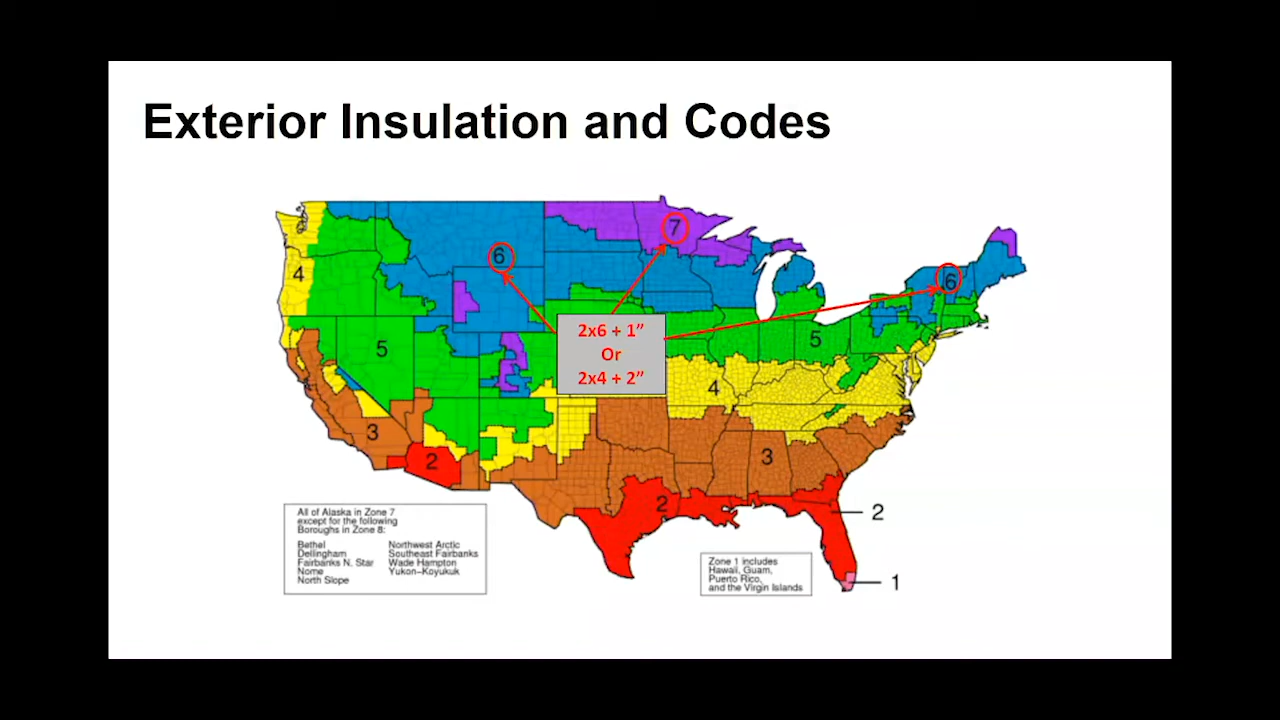 Exterior Insulation and Codes
7
6
6
6
4
2x6 + 1”
Or
2x4 + 2”
5
5
4
3
3
2
2
2
1
All of Alaska in Zone 7
except for the following
Boroughs in Zone 8:
Bethel
Dellingham
Fairbanks N. Star
Nome
North Slope
Northwest Arctic
Southeast Fairbanks
Wade Hampton
Yukon-Koyukuk
Zone 1 includes
Hawaii, Guam,
Puerto Rico,
and the Virgin Islands